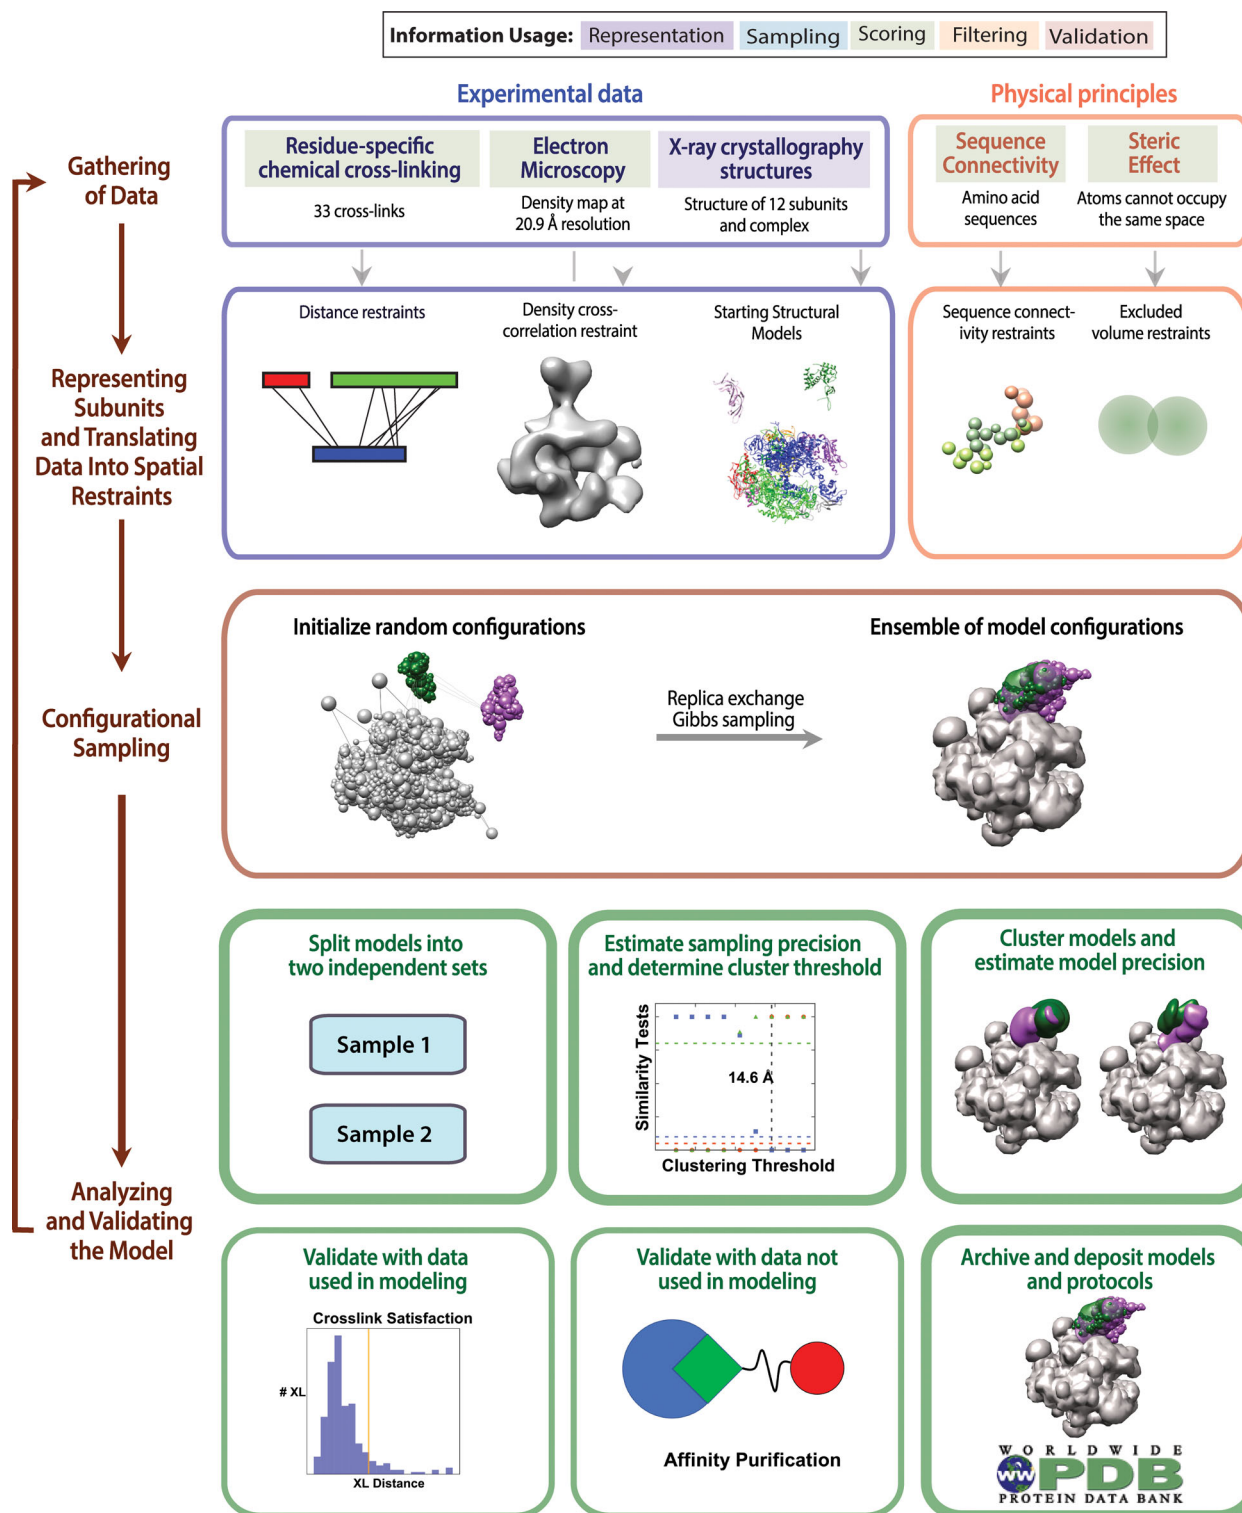 Information Usage: Representation Sampling Scoring Filtering Validation
Experimental data
Physical principles
Gathering
of Data
Residue-specific
chemical cross-linking
33 cross-links
Electron
Microscopy
Density map at
20.9 Å resolution
X-ray crystallography
structures
Structure of 12 subunits
and complex
Sequence
Connectivity
Amino acid
sequences
Steric
Effect
Atoms cannot occupy
the same space
Representing
Subunits
and Translating
Data Into Spatial
Restraints
Distance restraints
Density cross-
correlation restraint
Starting Structural
Models
Sequence connect-
ivity restraints
Excluded
volume restraints
Configurational
Sampling
Initialize random configurations
Replica exchange
Gibbs sampling
Ensemble of model configurations
Analyzing
and Validating
the Model
Split models into
two independent sets
Sample 1
Sample 2
Estimate sampling precision
and determine cluster threshold
Similarity Tests
14.6 Å
Clustering Threshold
Cluster models and
estimate model precision
Validate with data
used in modeling
Crosslink Satisfaction
# XL
XL Distance
Validate with data not
used in modeling
Affinity Purification
Archive and deposit models
and protocols
WORLDWIDE
ww PDB
PROTEIN DATA BANK